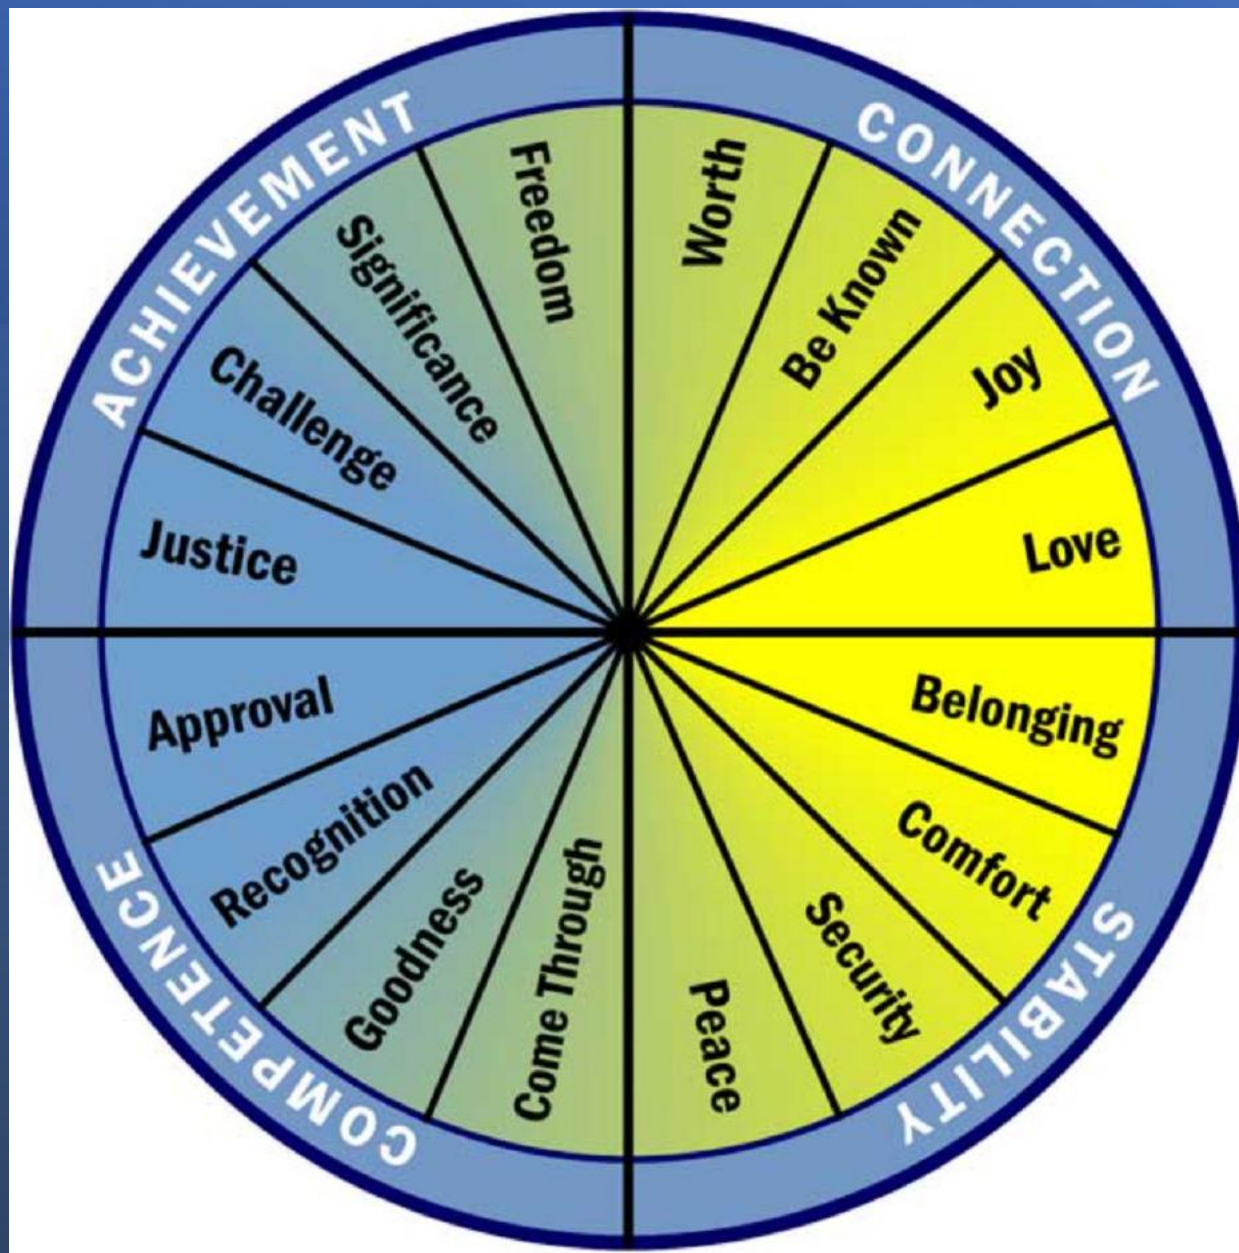 ACHIEVEMENT
CONNECTION
Freedom
Worth
Significance
Be Known
Challenge
Joy
Justice
Love
Approval
Belonging
Recognition
Comfort
Goodness
Security
Come Through
Peace
COMPETENCE
STABILITY